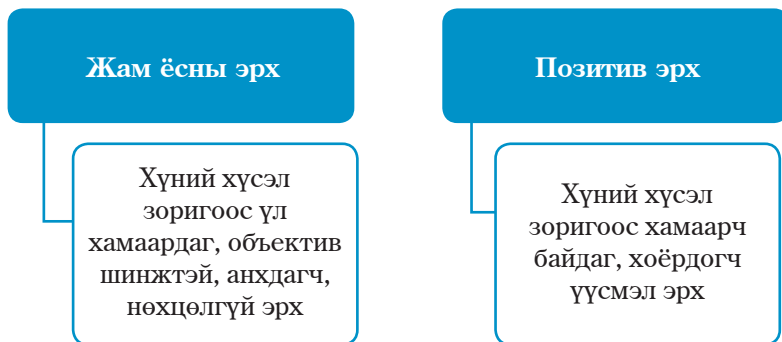 Жам ёсны эрх
Хүний хүсэл
зоригоос үл
хамаардаг, объектив
шинжтэй, анхдагч,
нөхцөлгүй эрх
Позитив эрх
Хүний хүсэл
зоригоос хамаарч
байдаг, хоёрдогч
үүсмэл эрх